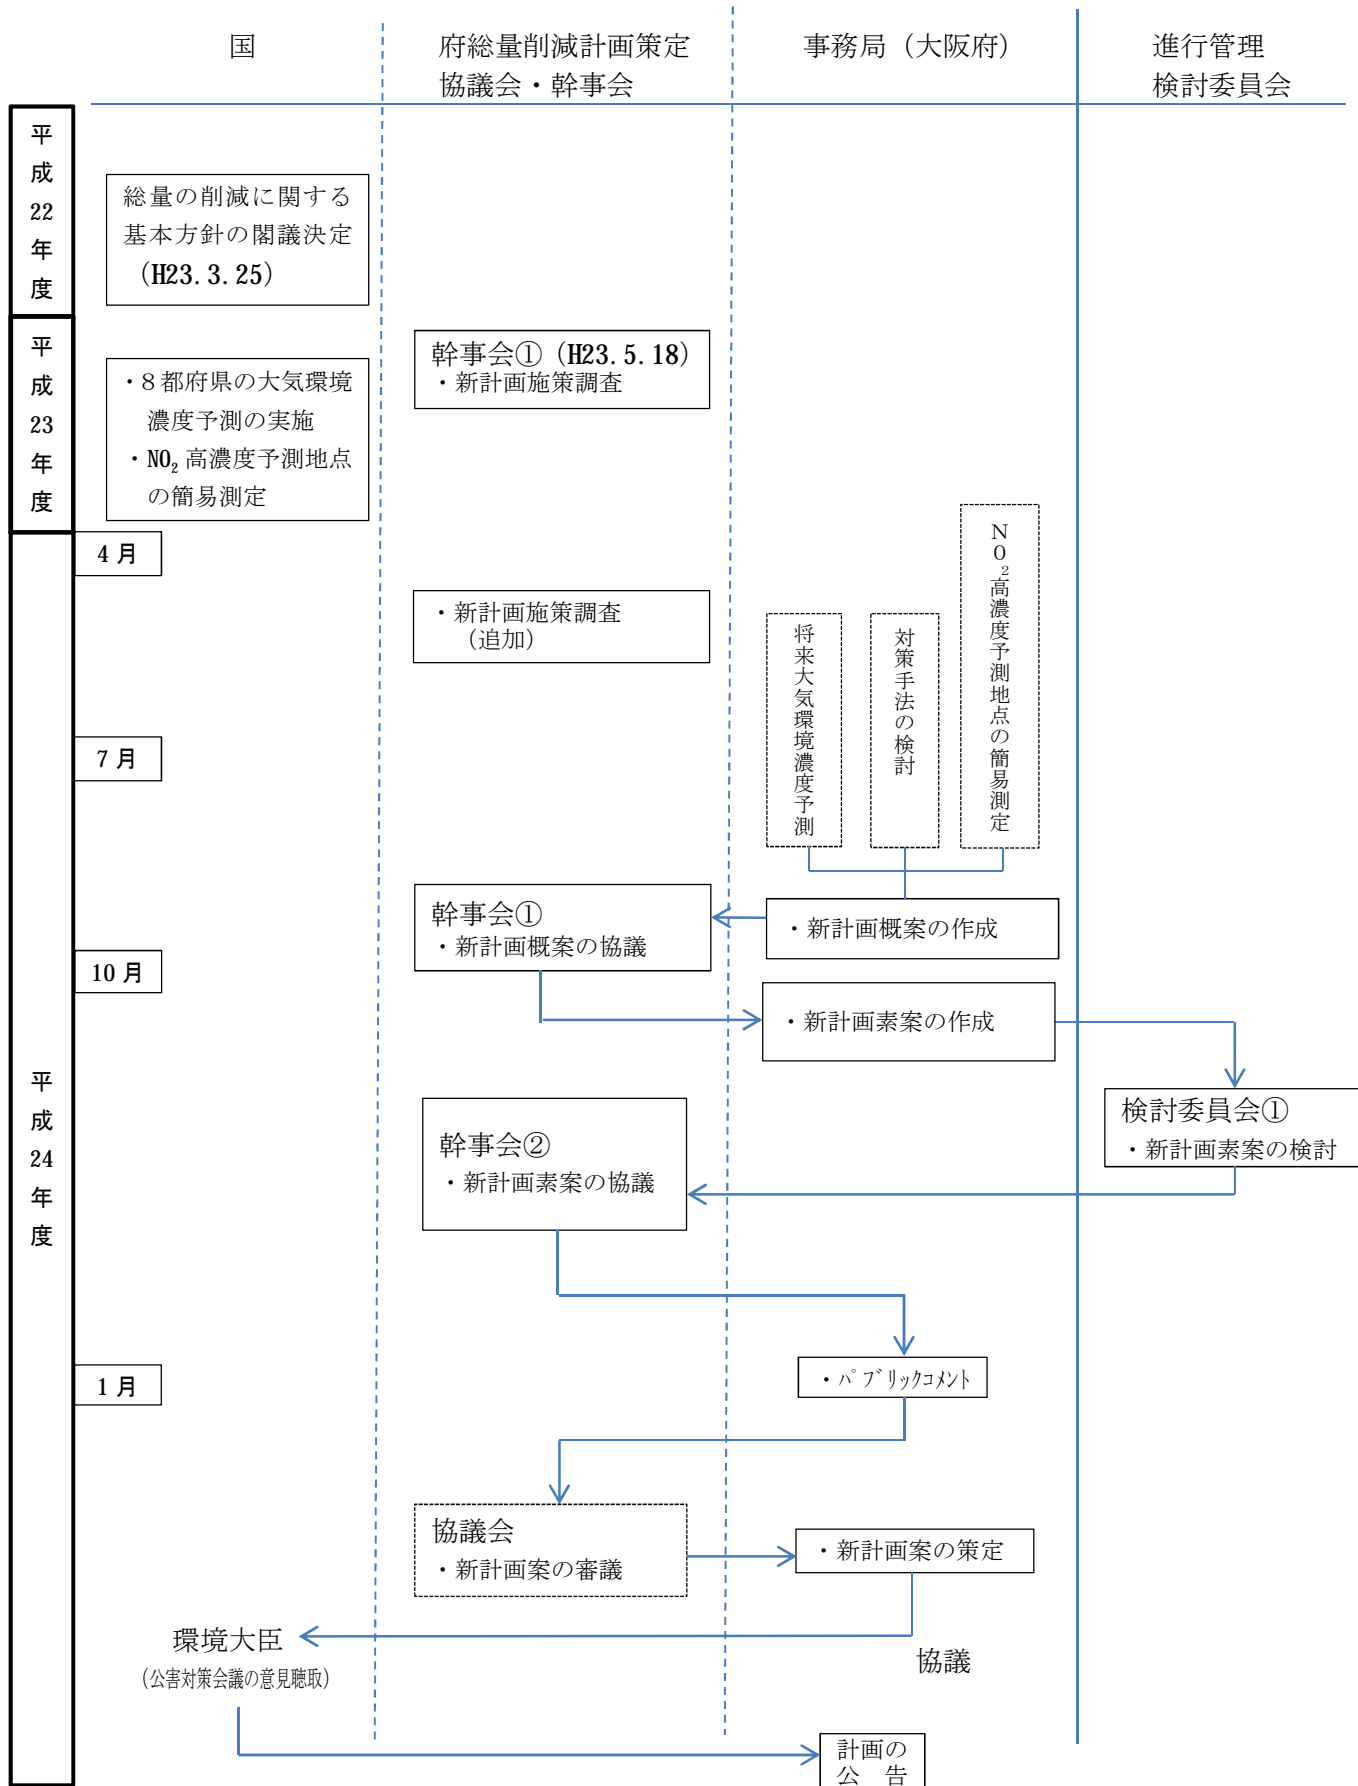 国
府総量削減計画策定
協議会・幹事会
事務局（大阪府）
進行管理
検討委員会
平成22年度
総量の削減に関する
基本方針の閣議決定
（H23.3.25）
平成23年度
・８都府県の大気環境
濃度予測の実施
・NO₂高濃度予測地点
の簡易測定
幹事会①（H23.5.18）
・新計画施策調査
平成24年度
4月
・新計画施策調査
（追加）
将来大気環境濃度予測
対策手法の検討
NO₂高濃度予測地点の簡易測定
7月
幹事会①
・新計画概案の協議
・新計画概案の作成
10月
・新計画素案の作成
検討委員会①
・新計画素案の検討
幹事会②
・新計画素案の協議
1月
・パブリックコメント
協議会
・新計画案の審議
・新計画案の策定
環境大臣
（公害対策会議の意見聴取）
協議
計画の
公　告